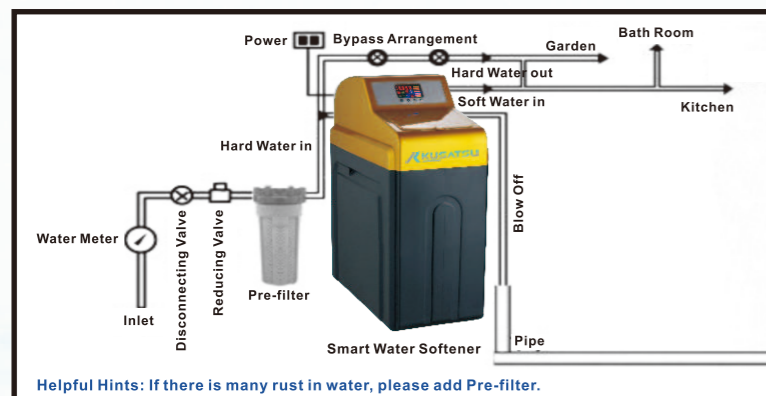 Power
Bypass Arrangement
Garden
Bath Room
Hard Water out
Soft Water in
Kitchen
Hard Water in
KUSATSU
Water Meter
Disconnecting Valve
Reducing Valve
Pre-filter
Inlet
Blow Off
Pipe
Smart Water Softener
Helpful Hints: If there is many rust in water, please add Pre-filter.